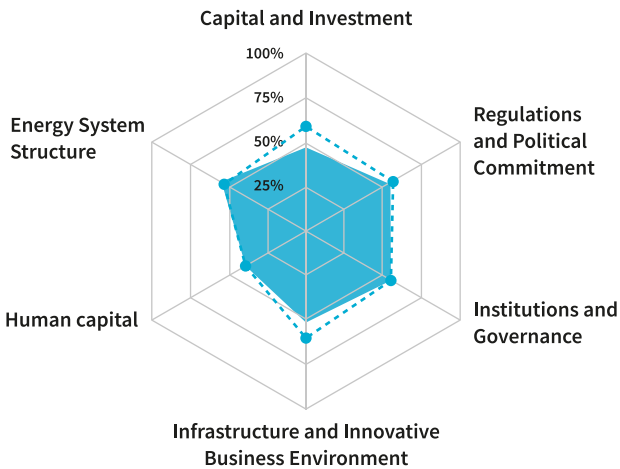 Capital and Investment
100%
75%
50%
25%
Energy System
Structure
Regulations
and Political
Commitment
Human capital
Institutions and
Governance
Infrastructure and Innovative
Business Environment